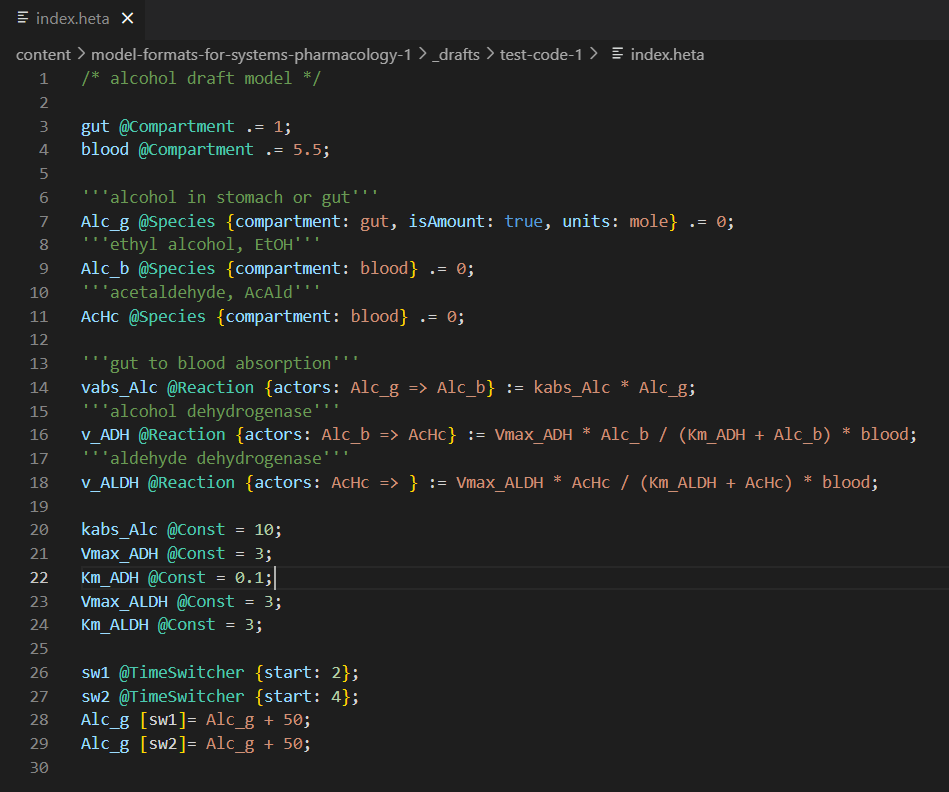 index.heta
content > model-formats-for-systems-pharmacology-1 > _drafts > test-code-1 > index.heta
1 /* alcohol draft model */
2
3 gut @Compartment .= 1;
4 blood @Compartment .= 5.5;
5
6 '''alcohol in stomach or gut'''
7 Alc_g @Species {compartment: gut, isAmount: true, units: mole} .= 0;
8 '''ethyl alcohol, EtOH'''
9 Alc_b @Species {compartment: blood} .= 0;
10 '''acetaldehyde, AcAld'''
11 AcHc @Species {compartment: blood} .= 0;
12
13 '''gut to blood absorption'''
14 vabs_Alc @Reaction {actors: Alc_g => Alc_b} := kabs_Alc * Alc_g;
15 '''alcohol dehydrogenase'''
16 v_ADH @Reaction {actors: Alc_b => AcHc} := Vmax_ADH * Alc_b / (Km_ADH + Alc_b) * blood;
17 '''aldehyde dehydrogenase'''
18 v_ALDH @Reaction {actors: AcHc => } := Vmax_ALDH * AcHc / (Km_ALDH + AcHc) * blood;
19
20 kabs_Alc @Const = 10;
21 Vmax_ADH @Const = 3;
22 Km_ADH @Const = 0.1;
23 Vmax_ALDH @Const = 3;
24 Km_ALDH @Const = 3;
25
26 sw1 @TimeSwitcher {start: 2};
27 sw2 @TimeSwitcher {start: 4};
28 Alc_g [sw1]= Alc_g + 50;
29 Alc_g [sw2]= Alc_g + 50;
30